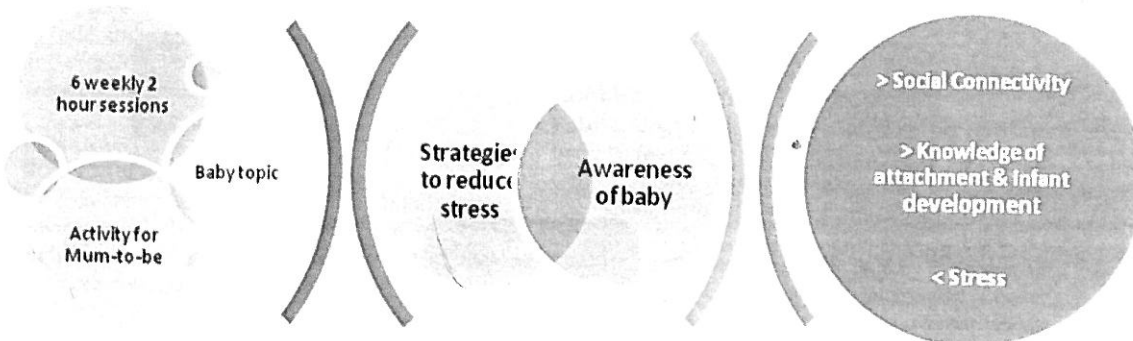 6 weekly 2
hour sessions
Baby topic
Activity for
Mum-to-be
Strategies
to reduce
stress
Awareness
of baby
> Social Connectivity
> Knowledge of
attachment & Infant
development
< Stress